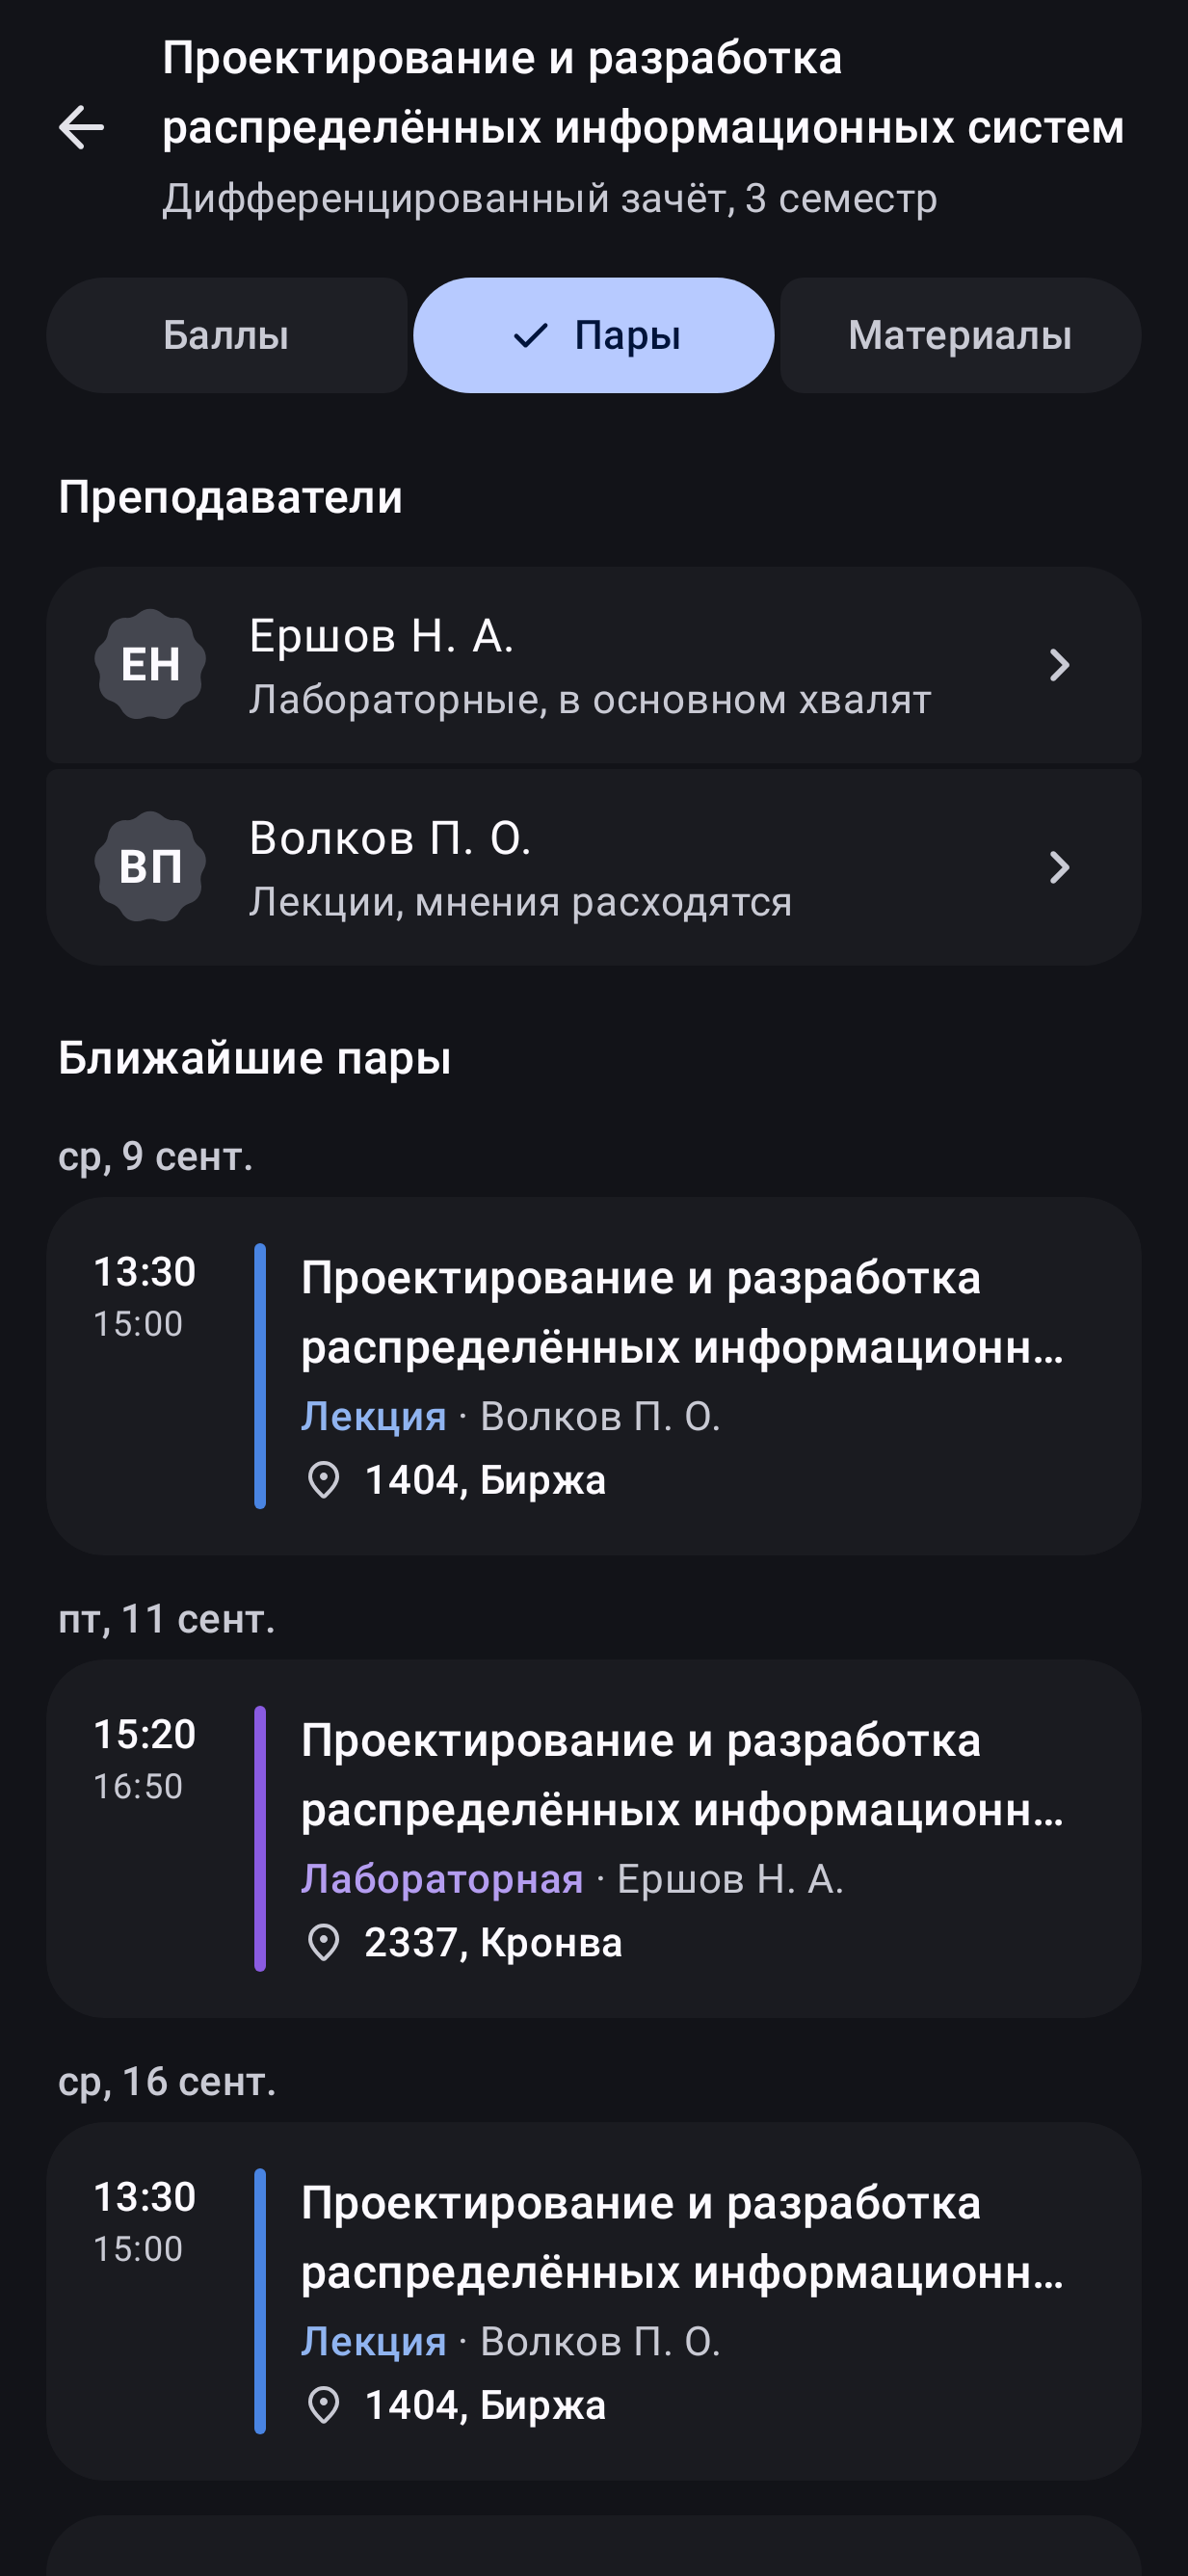 Проектирование и разработка
распределённых информационных систем
Дифференцированный зачёт, 3 семестр
Баллы
Пары
Материалы
Преподаватели
ЕН
Ершов Н. А.
Лабораторные, в основном хвалят
ВП
Волков П. О.
Лекции, мнения расходятся
Ближайшие пары
ср, 9 сент.
13:30
15:00
Проектирование и разработка
распределённых информационн...
Лекция · Волков П. О.
1404, Биржа
пт, 11 сент.
15:20
16:50
Проектирование и разработка
распределённых информационн...
Лабораторная · Ершов Н. А.
2337, Кронва
ср, 16 сент.
13:30
15:00
Проектирование и разработка
распределённых информационн...
Лекция · Волков П. О.
1404, Биржа